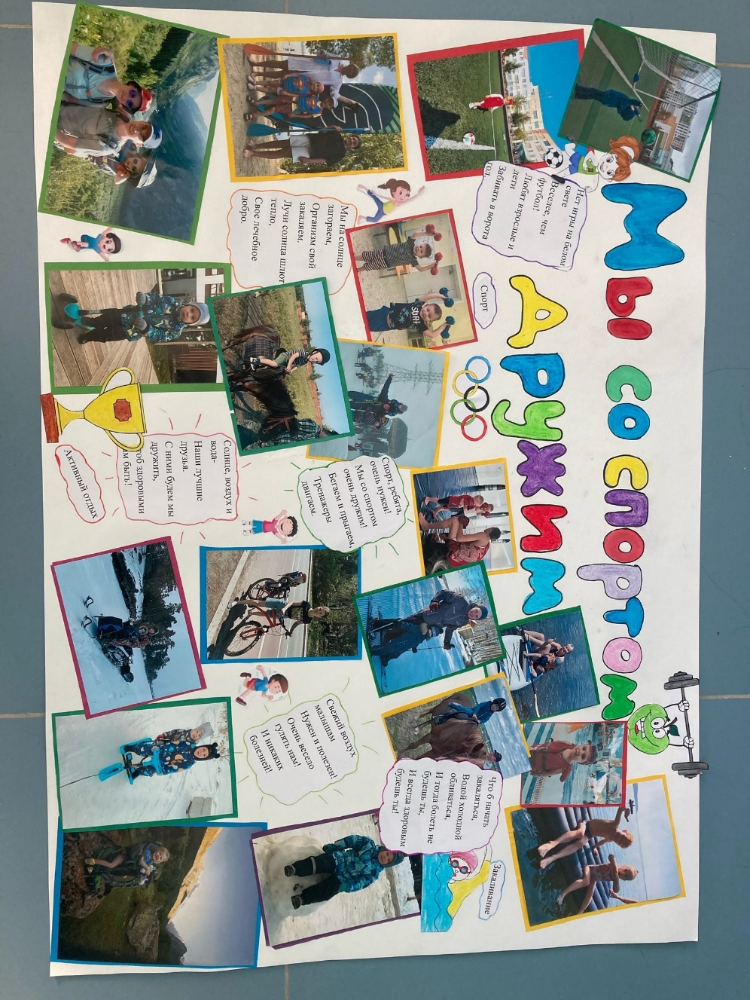 Мы со спортом
дружим
Нет игры на белом
свете
Веселее, чем
футбол!
Любят взрослые и
дети
Забивать в ворота
гол.
Спорт
Мы на солнце
загораем,
Организм свой
закаляем.
Лучи солнца шлют
тепло,
Свое лечебное
добро.
Спорт, ребята,
очень нужен!
Мы со спортом
очень дружим!
Бегаем и прыгаем,
Тренажеры
двигаем.
Солнце, воздух и
вода-
Наши лучшие
друзья.
С ними будем мы
дружить,
тоб здоровыми
м быть!
Активный отдых
Свежий воздух
малышам
Нужен и полезен!
Очень весело
гулять нам!
И никаких
болезней!
Что б начать
закаляться,
Водой холодной
обливаться,
И тогда болеть не
будешь ты,
И всегда здоровым
будешь ты!
Закаливание
SURF